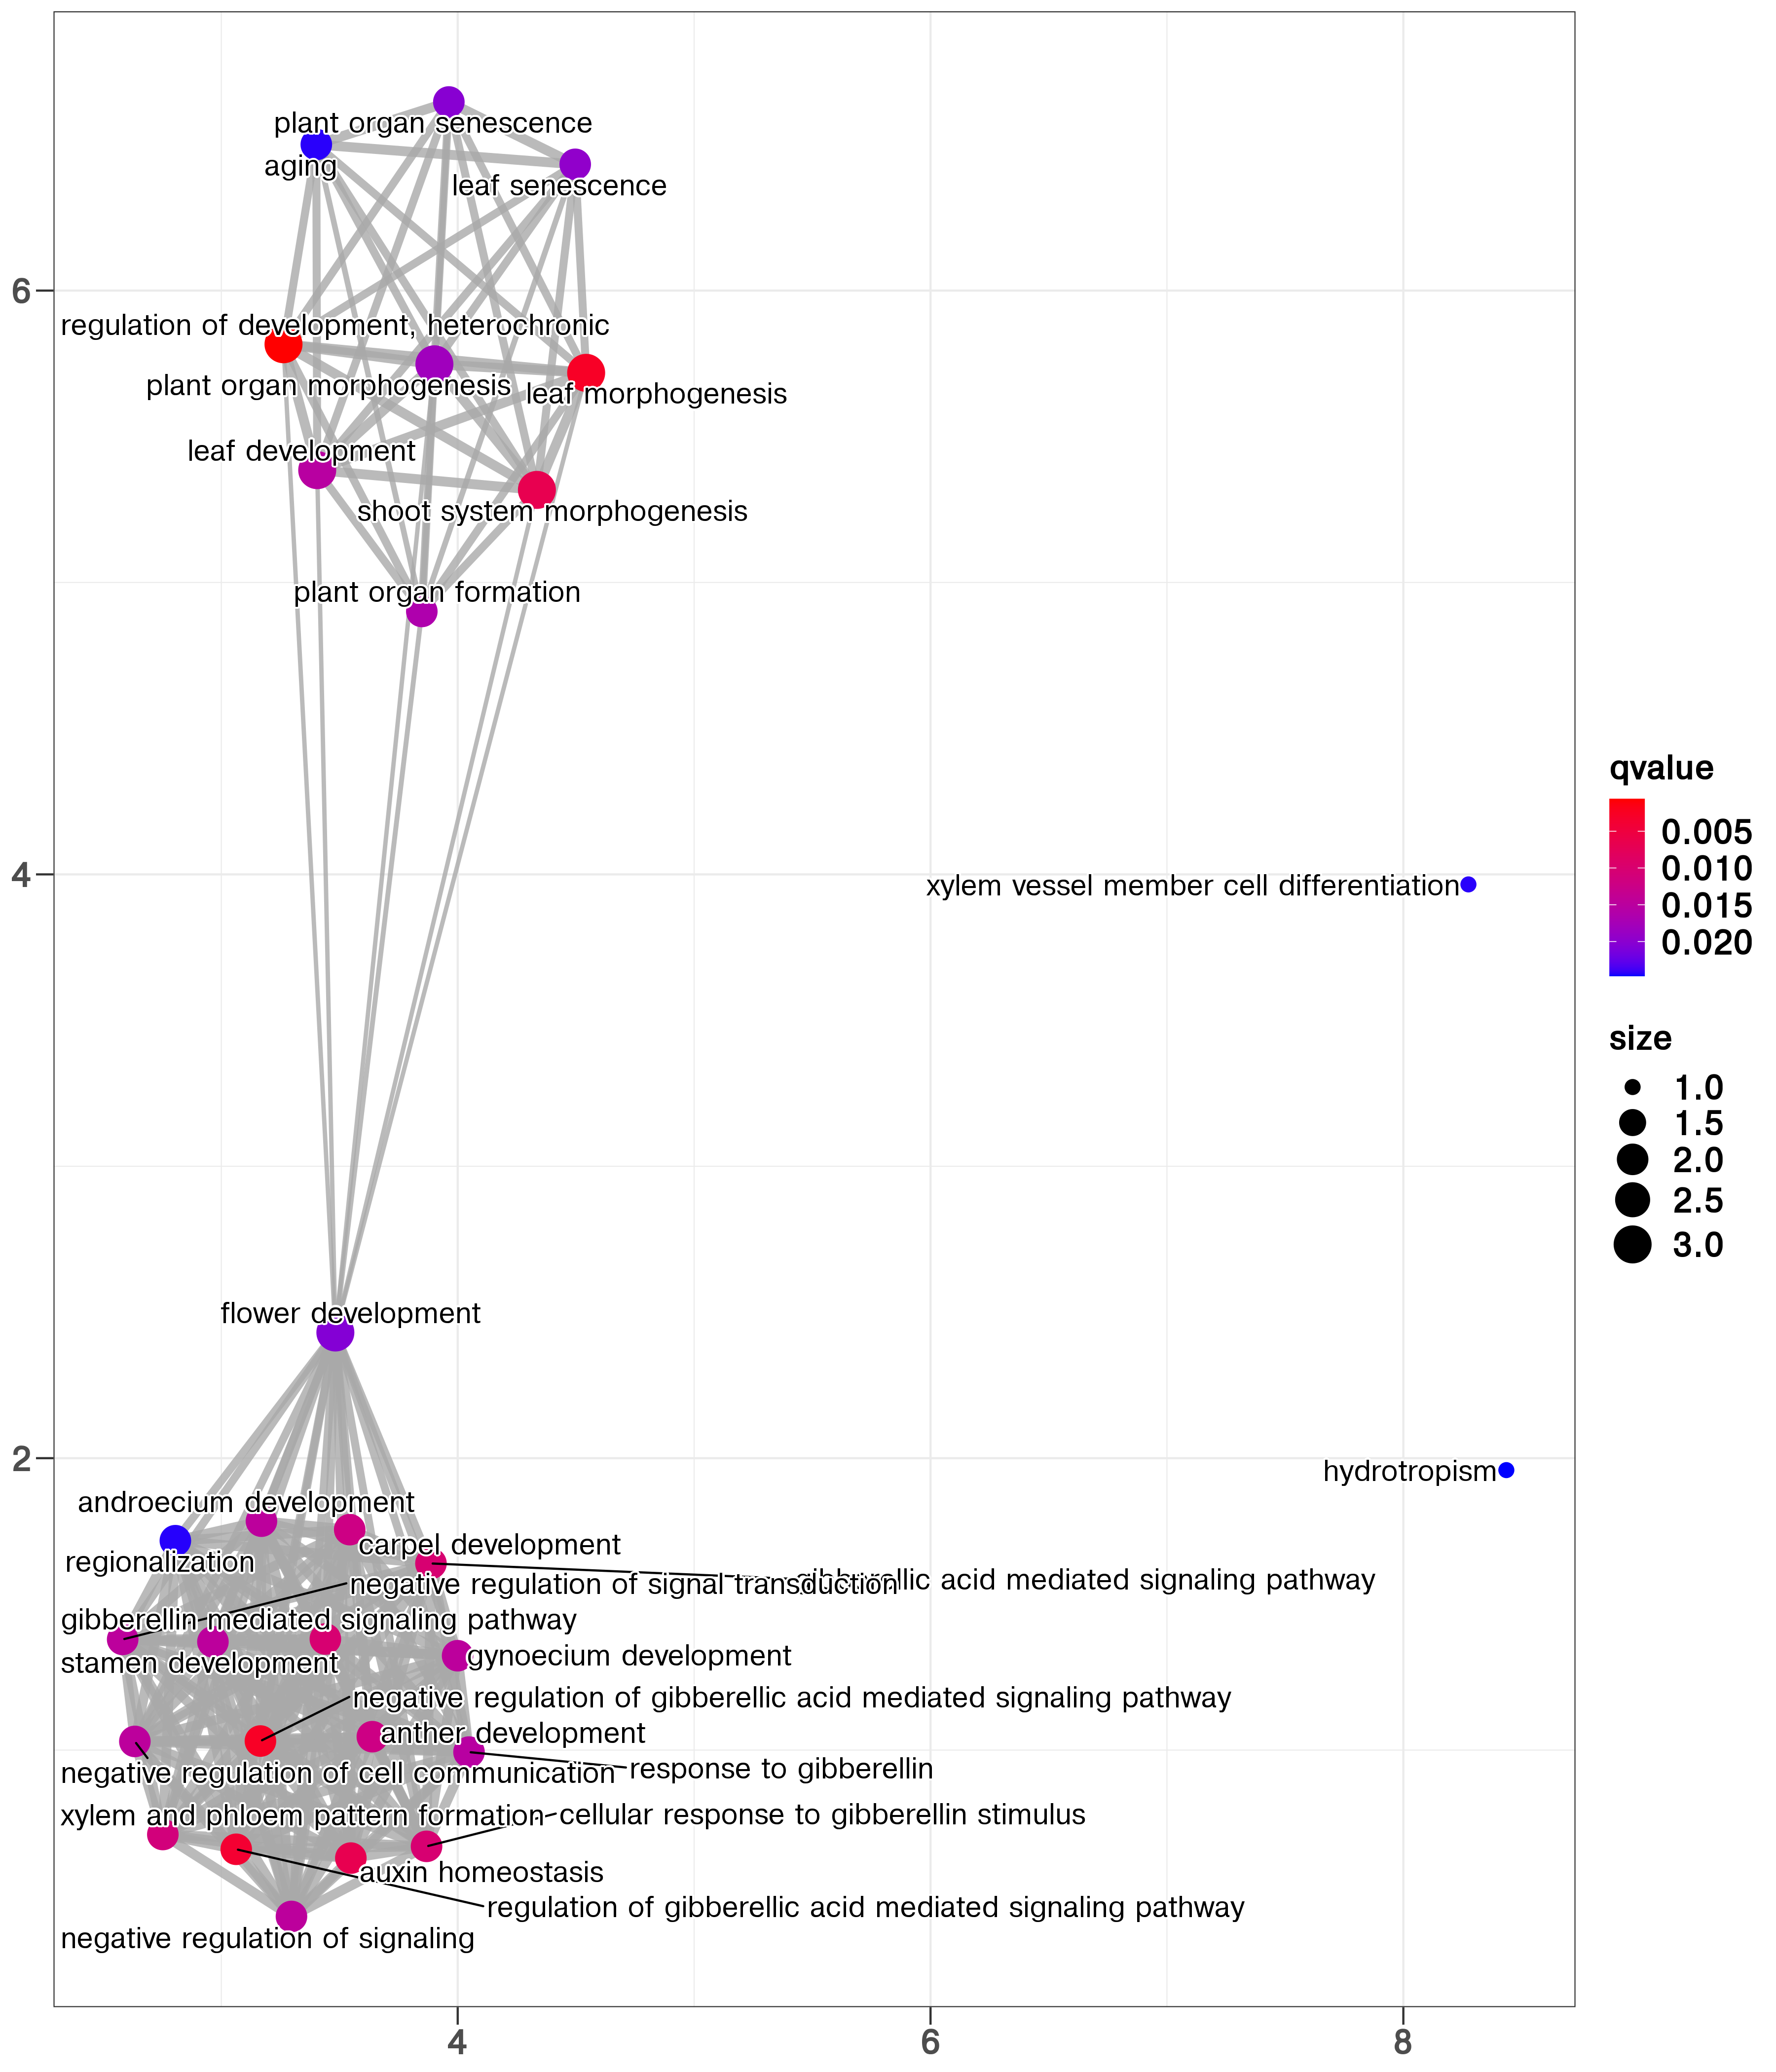 plant organ senescence
aging
leaf senescence
6
regulation of development, heterochronic
plant organ morphogenesis
leaf morphogenesis
leaf development
shoot system morphogenesis
plant organ formation
qvalue
0.005
0.010
0.015
0.020
4
xylem vessel member cell differentiation
size
1.0
1.5
2.0
2.5
3.0
flower development
2
hydrotropism
androecium development
carpel development
regionalization
gibberellic acid mediated signaling pathway
negative regulation of signal transduction
gibberellin mediated signaling pathway
stamen development
gynoecium development
negative regulation of gibberellic acid mediated signaling pathway
anther development
response to gibberellin
negative regulation of cell communication
xylem and phloem pattern formation
cellular response to gibberellin stimulus
auxin homeostasis
regulation of gibberellic acid mediated signaling pathway
negative regulation of signaling
4
6
8